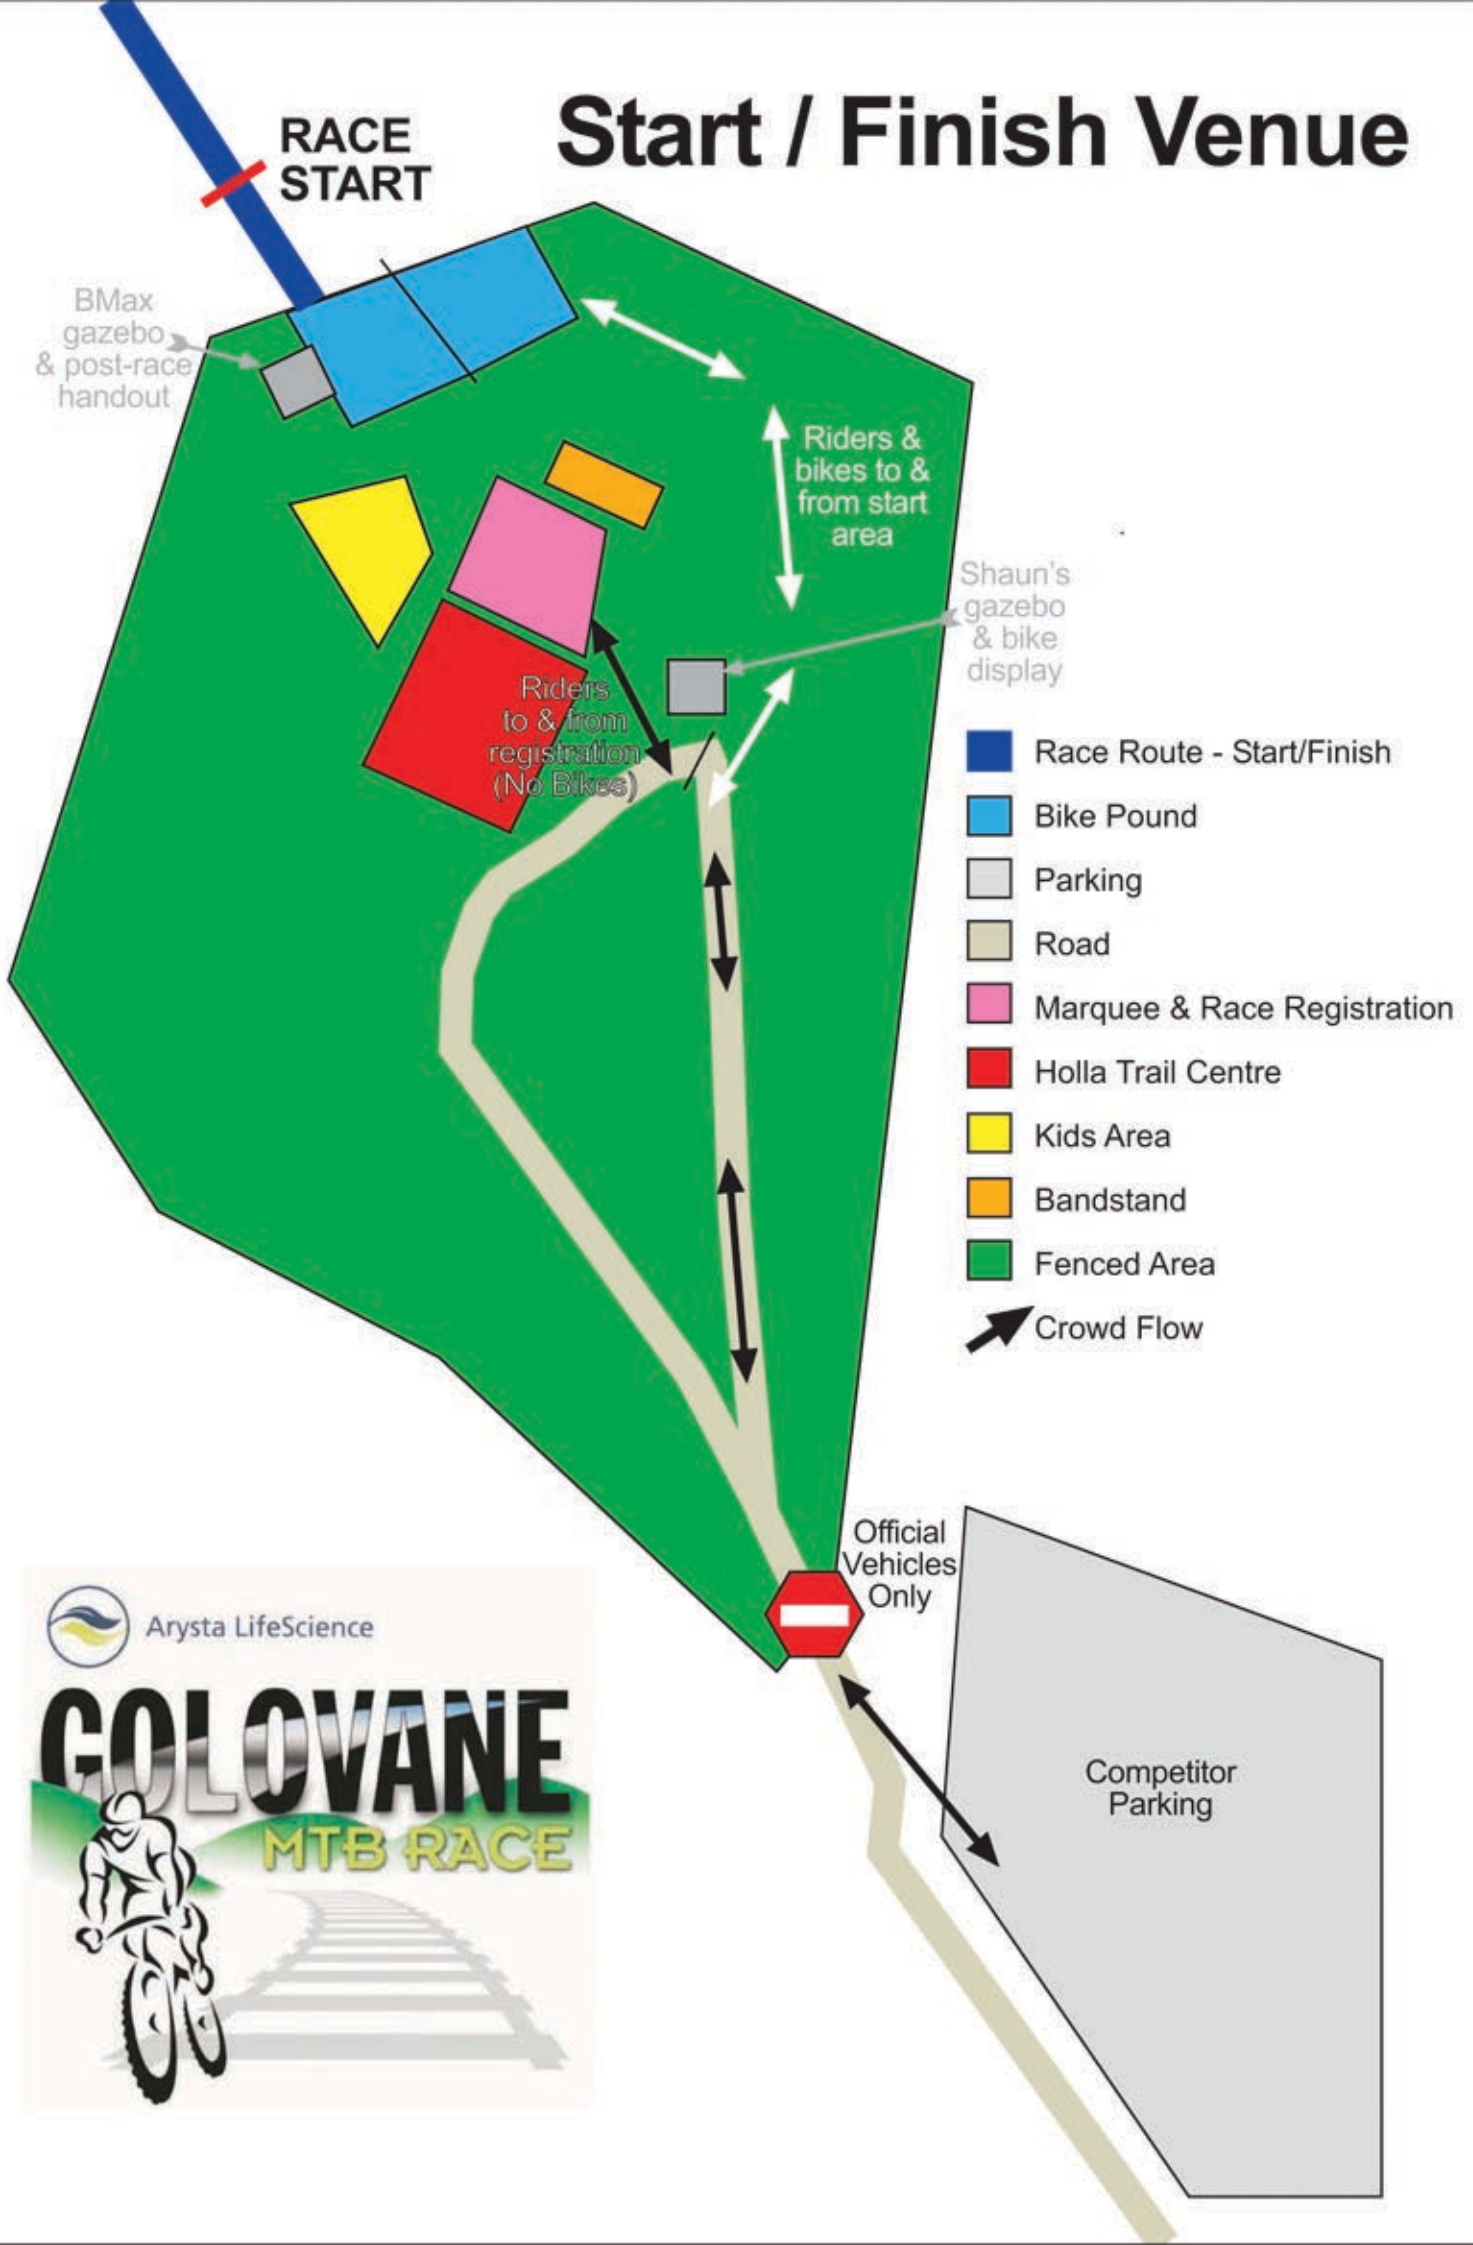 Start / Finish Venue
RACE
START
BMax
gazebo
& post-race
handout
Riders &
bikes to &
from start
area
Shaun's
gazebo
& bike
display
Riders
to & from
registration
(No Bikes)
Race Route - Start/Finish
Bike Pound
Parking
Road
Marquee & Race Registration
Holla Trail Centre
Kids Area
Bandstand
Fenced Area
Crowd Flow
Official
Vehicles
Only
Competitor
Parking
Arysta LifeScience
GOLOVANE
MTB RACE